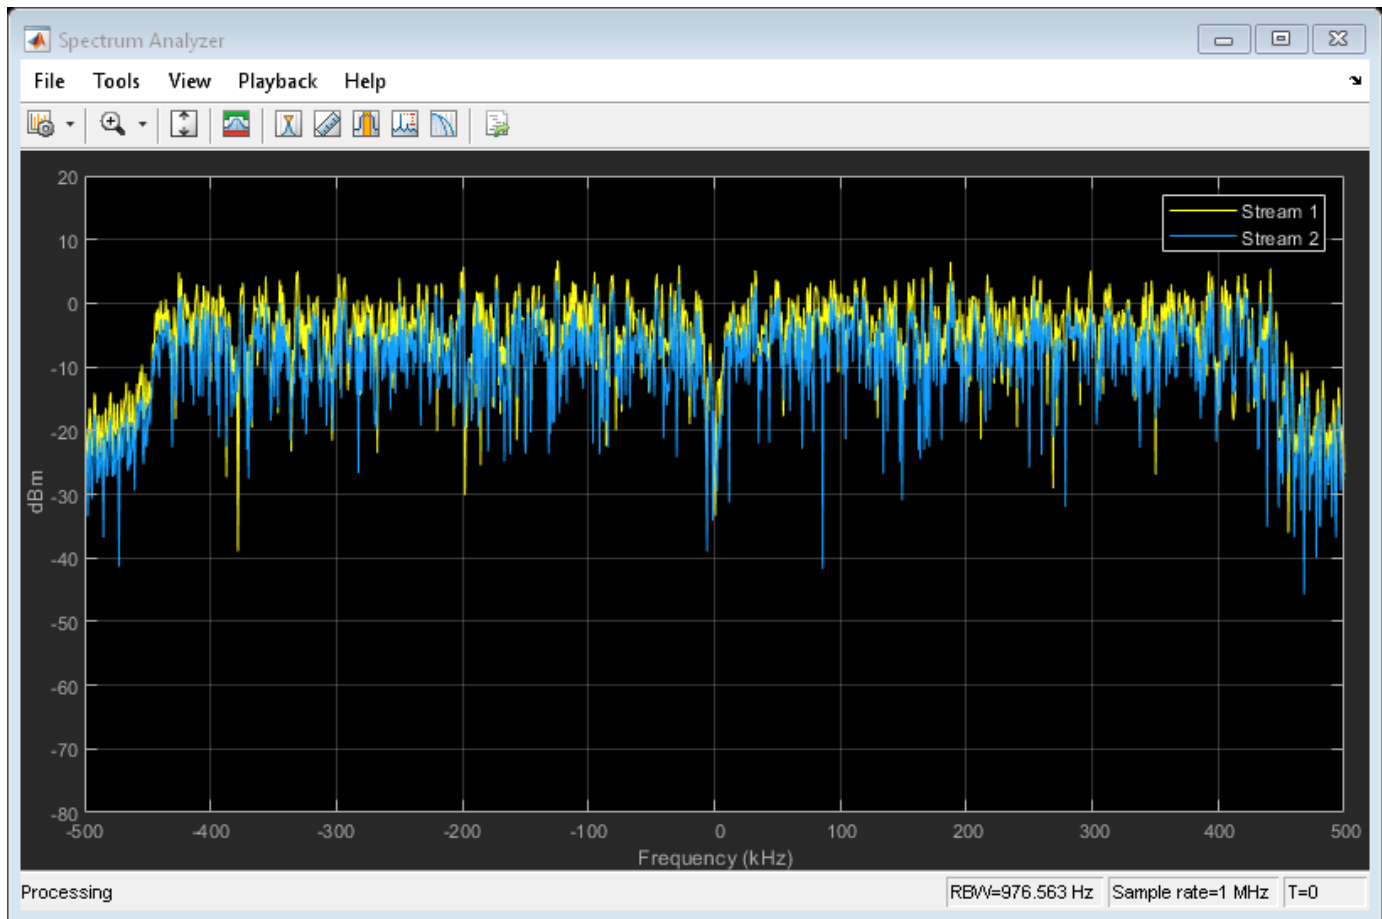 Spectrum Analyzer
File Tools View Playback Help
20
10
0
-10
-20
-30
-40
-50
-60
-70
-80
dBm
Stream 1
Stream 2
-500 -400 -300 -200 -100 0 100 200 300 400 500
Frequency (kHz)
Processing RBW=976.563 Hz Sample rate=1 MHz T=0